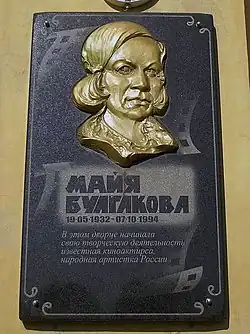 МАЙЯ
БУЛГАКОВА
19·05·1932-07·10·1994
В этом дворце начинала
свою творческую деятельность
известная киноактриса,
народная артистка России